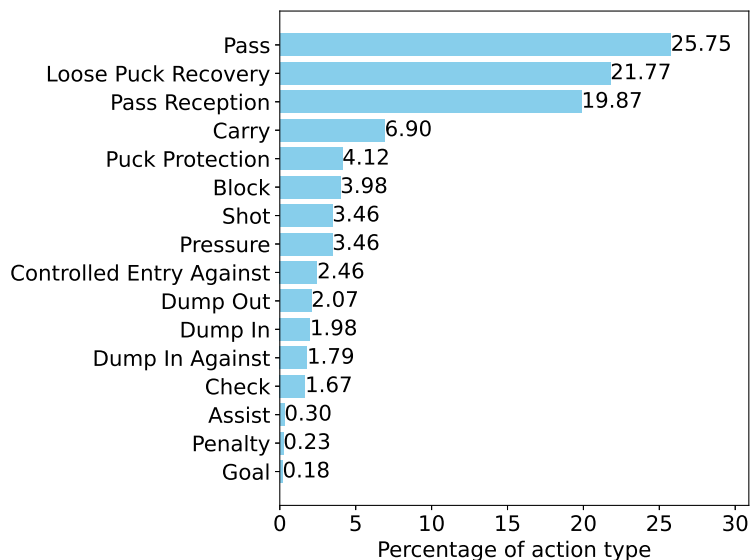 Pass 25.75
Loose Puck Recovery 21.77
Pass Reception 19.87
Carry 6.90
Puck Protection 4.12
Block 3.98
Shot 3.46
Pressure 3.46
Controlled Entry Against 2.46
Dump Out 2.07
Dump In 1.98
Dump In Against 1.79
Check 1.67
Assist 0.30
Penalty 0.23
Goal 0.18
0 5 10 15 20 25 30
Percentage of action type